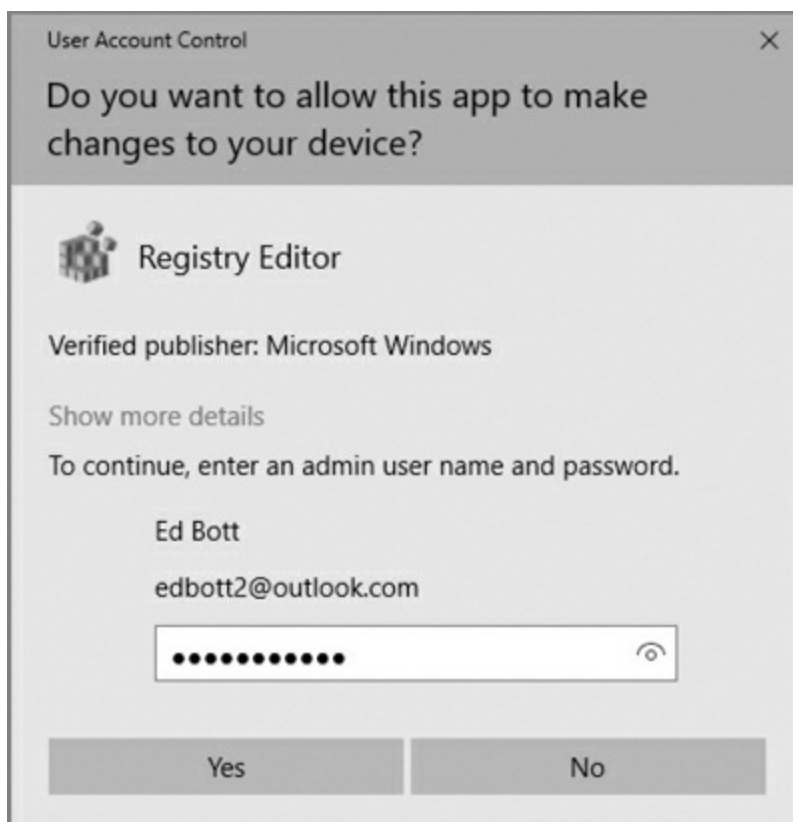 User Account Control
Do you want to allow this app to make
changes to your device?
Registry Editor
Verified publisher: Microsoft Windows
Show more details
To continue, enter an admin user name and password.
Ed Bott
edbott2@outlook.com
•••••••••••
Yes
No